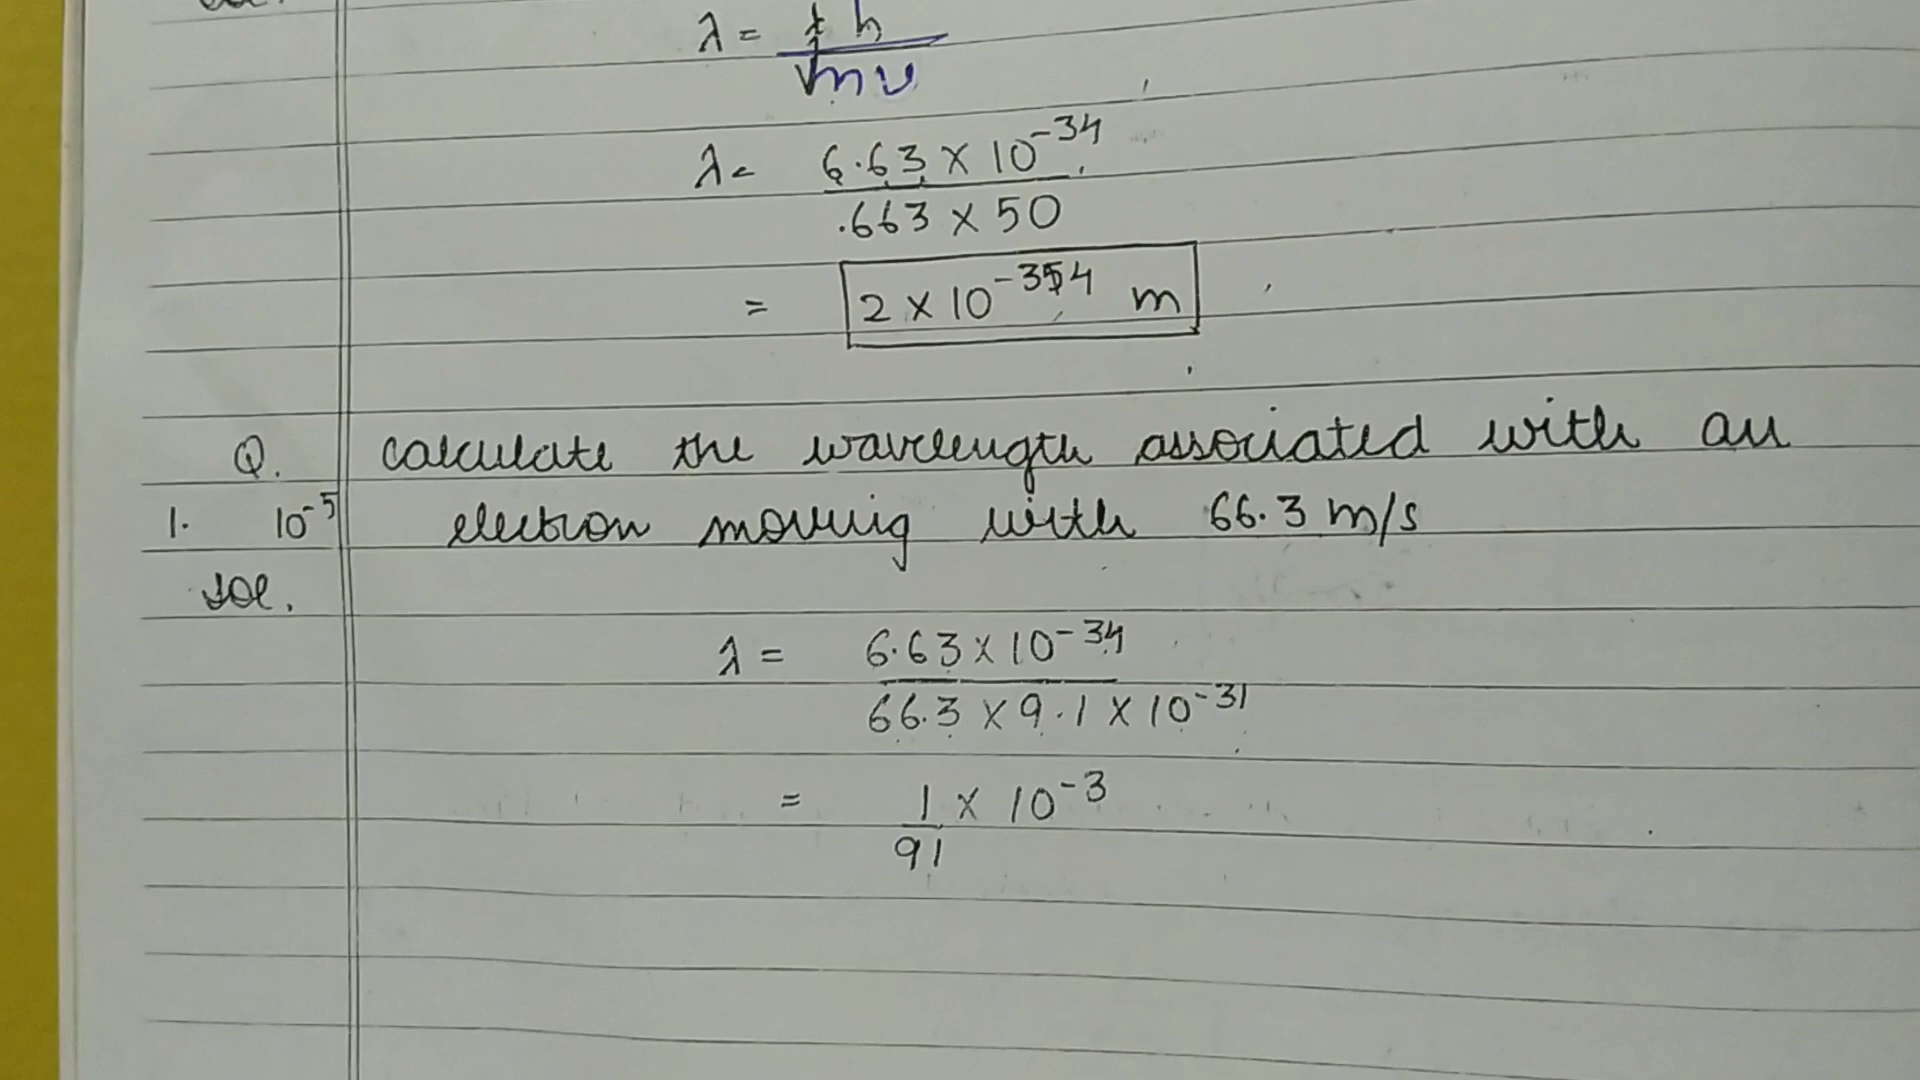 λ = h
mv
λ = 6.63 × 10⁻³⁴
.663 × 50
= 2 × 10⁻³⁴ m
Q. calculate the wavelength associated with an
1. 10⁻⁵ electron moving with 66.3 m/s
Sol.
λ = 6.63 × 10⁻³⁴
66.3 × 9.1 × 10⁻³¹
= 1 × 10⁻³
91